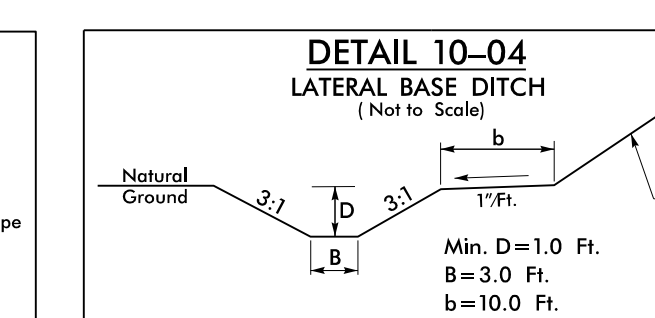 DETAIL 10–04
LATERAL BASE DITCH
( Not to Scale)
b
Natural
Ground
3:1
D
3:1
1"/Ft.
B
pe
Min. D=1.0 Ft.
B=3.0 Ft.
b=10.0 Ft.